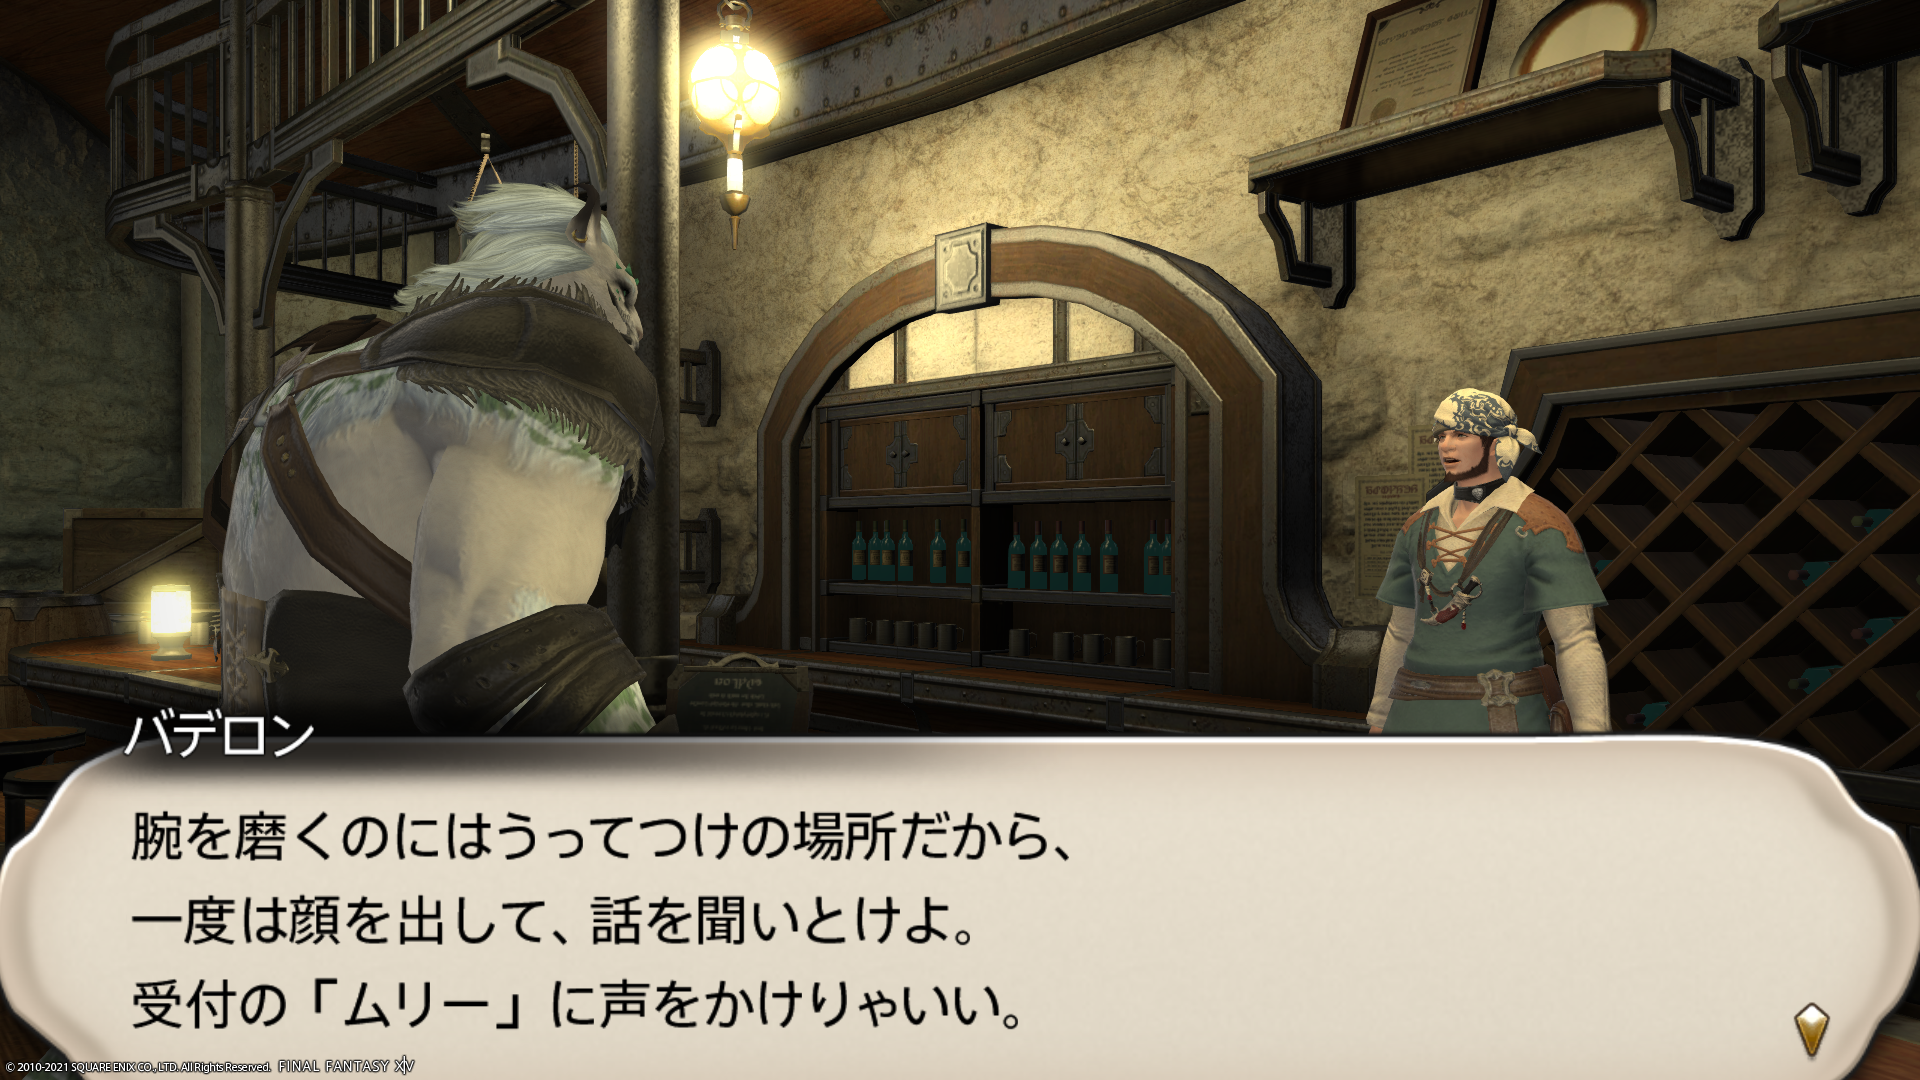 バデロン
腕を磨くのにはうってつけの場所だから、
一度は顔を出して、話を聞いとけよ。
受付の「ムリー」に声をかけりゃいい。
© 2010-2021 SQUARE ENIX CO., LTD. All Rights Reserved. FINAL FANTASY XIV